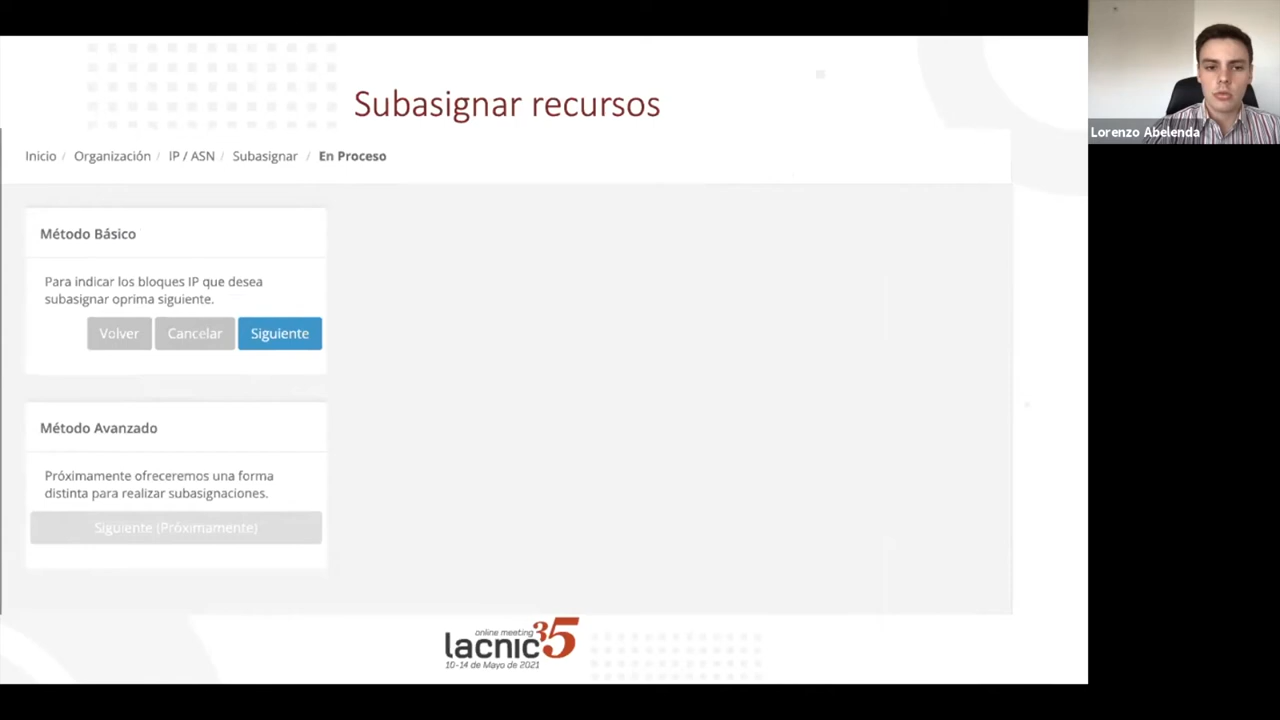 Subasignar recursos
Inicio / Organización / IP / ASN / Subasignar / En Proceso
Método Básico
Para indicar los bloques IP que desea
subasignar oprima siguiente.
Volver Cancelar Siguiente
Método Avanzado
Próximamente ofreceremos una forma
distinta para realizar subasignaciones.
Siguiente (Próximamente)
online meeting
lacnic35
10-14 de Mayo de 2021
Lorenzo Abelenda